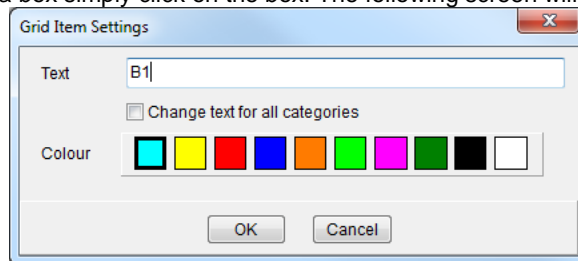 a box simply click on the box. The following screen will
Grid Item Settings
Text
B1
Change text for all categories
Colour
OK
Cancel